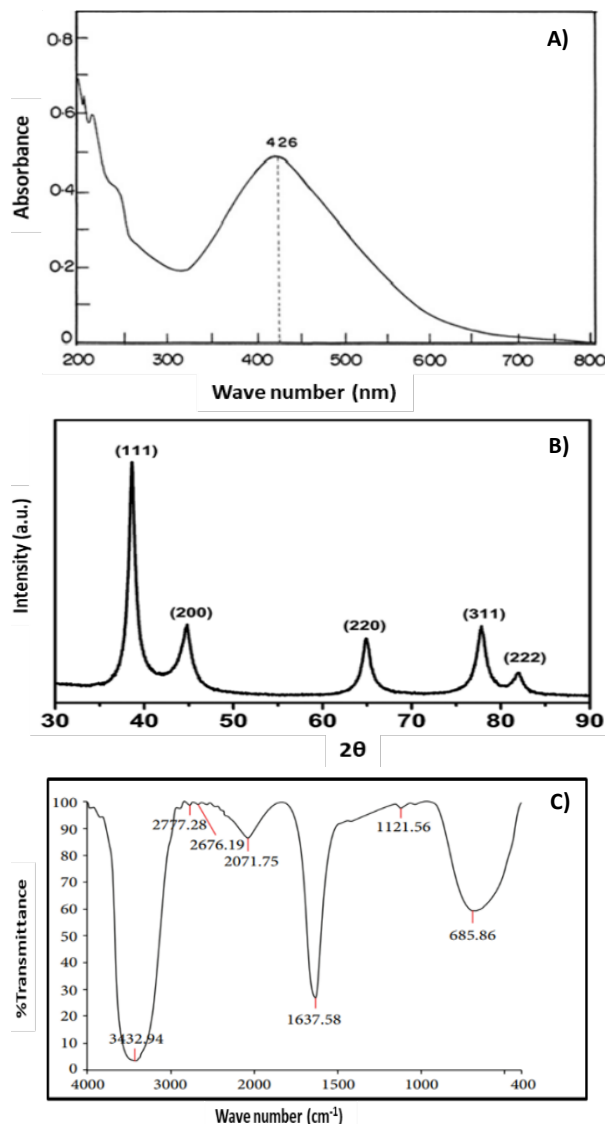 A)
0.8
0.6
0.4
0.2
0
Absorbance
426
200 300 400 500 600 700 800
Wave number (nm)
B)
(111)
(200)
(220)
(311)
(222)
Intensity (a.u.)
30 40 50 60 70 80 90
2θ
C)
100
90
80
70
60
50
40
30
20
10
0
%Transmittance
2777.28
2676.19
2071.75
1121.56
685.86
1637.58
3432.94
4000 3000 2000 1500 1000 400
Wave number (cm⁻¹)